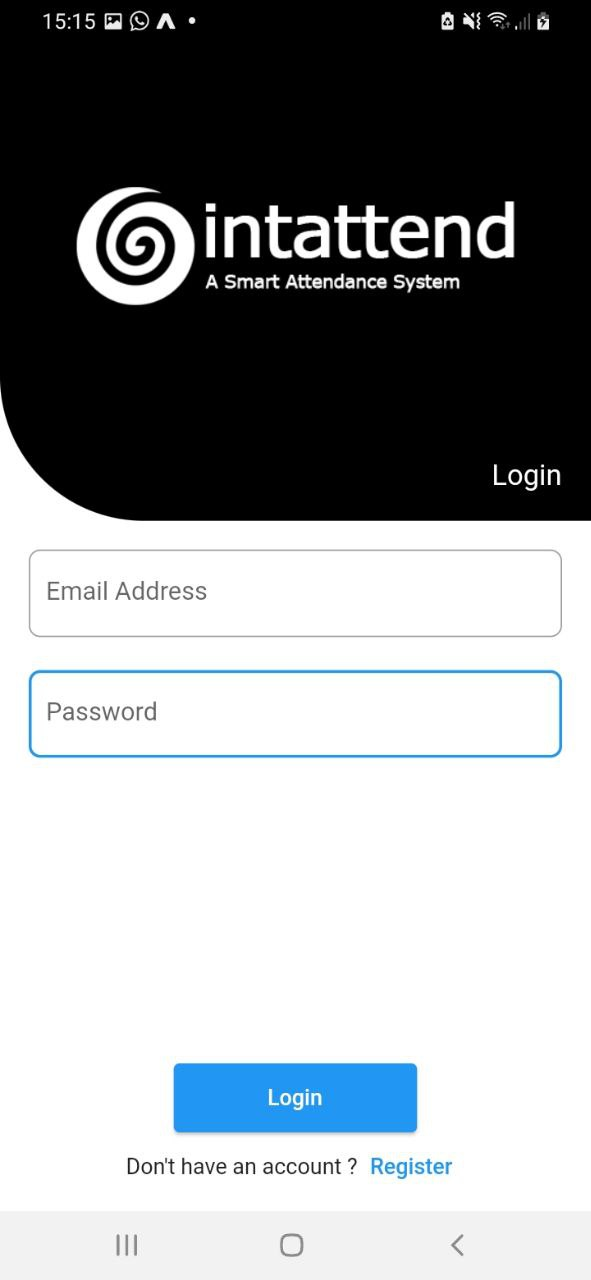 15:15
intattend
A Smart Attendance System
Login
Email Address
Password
Login
Don't have an account ? Register